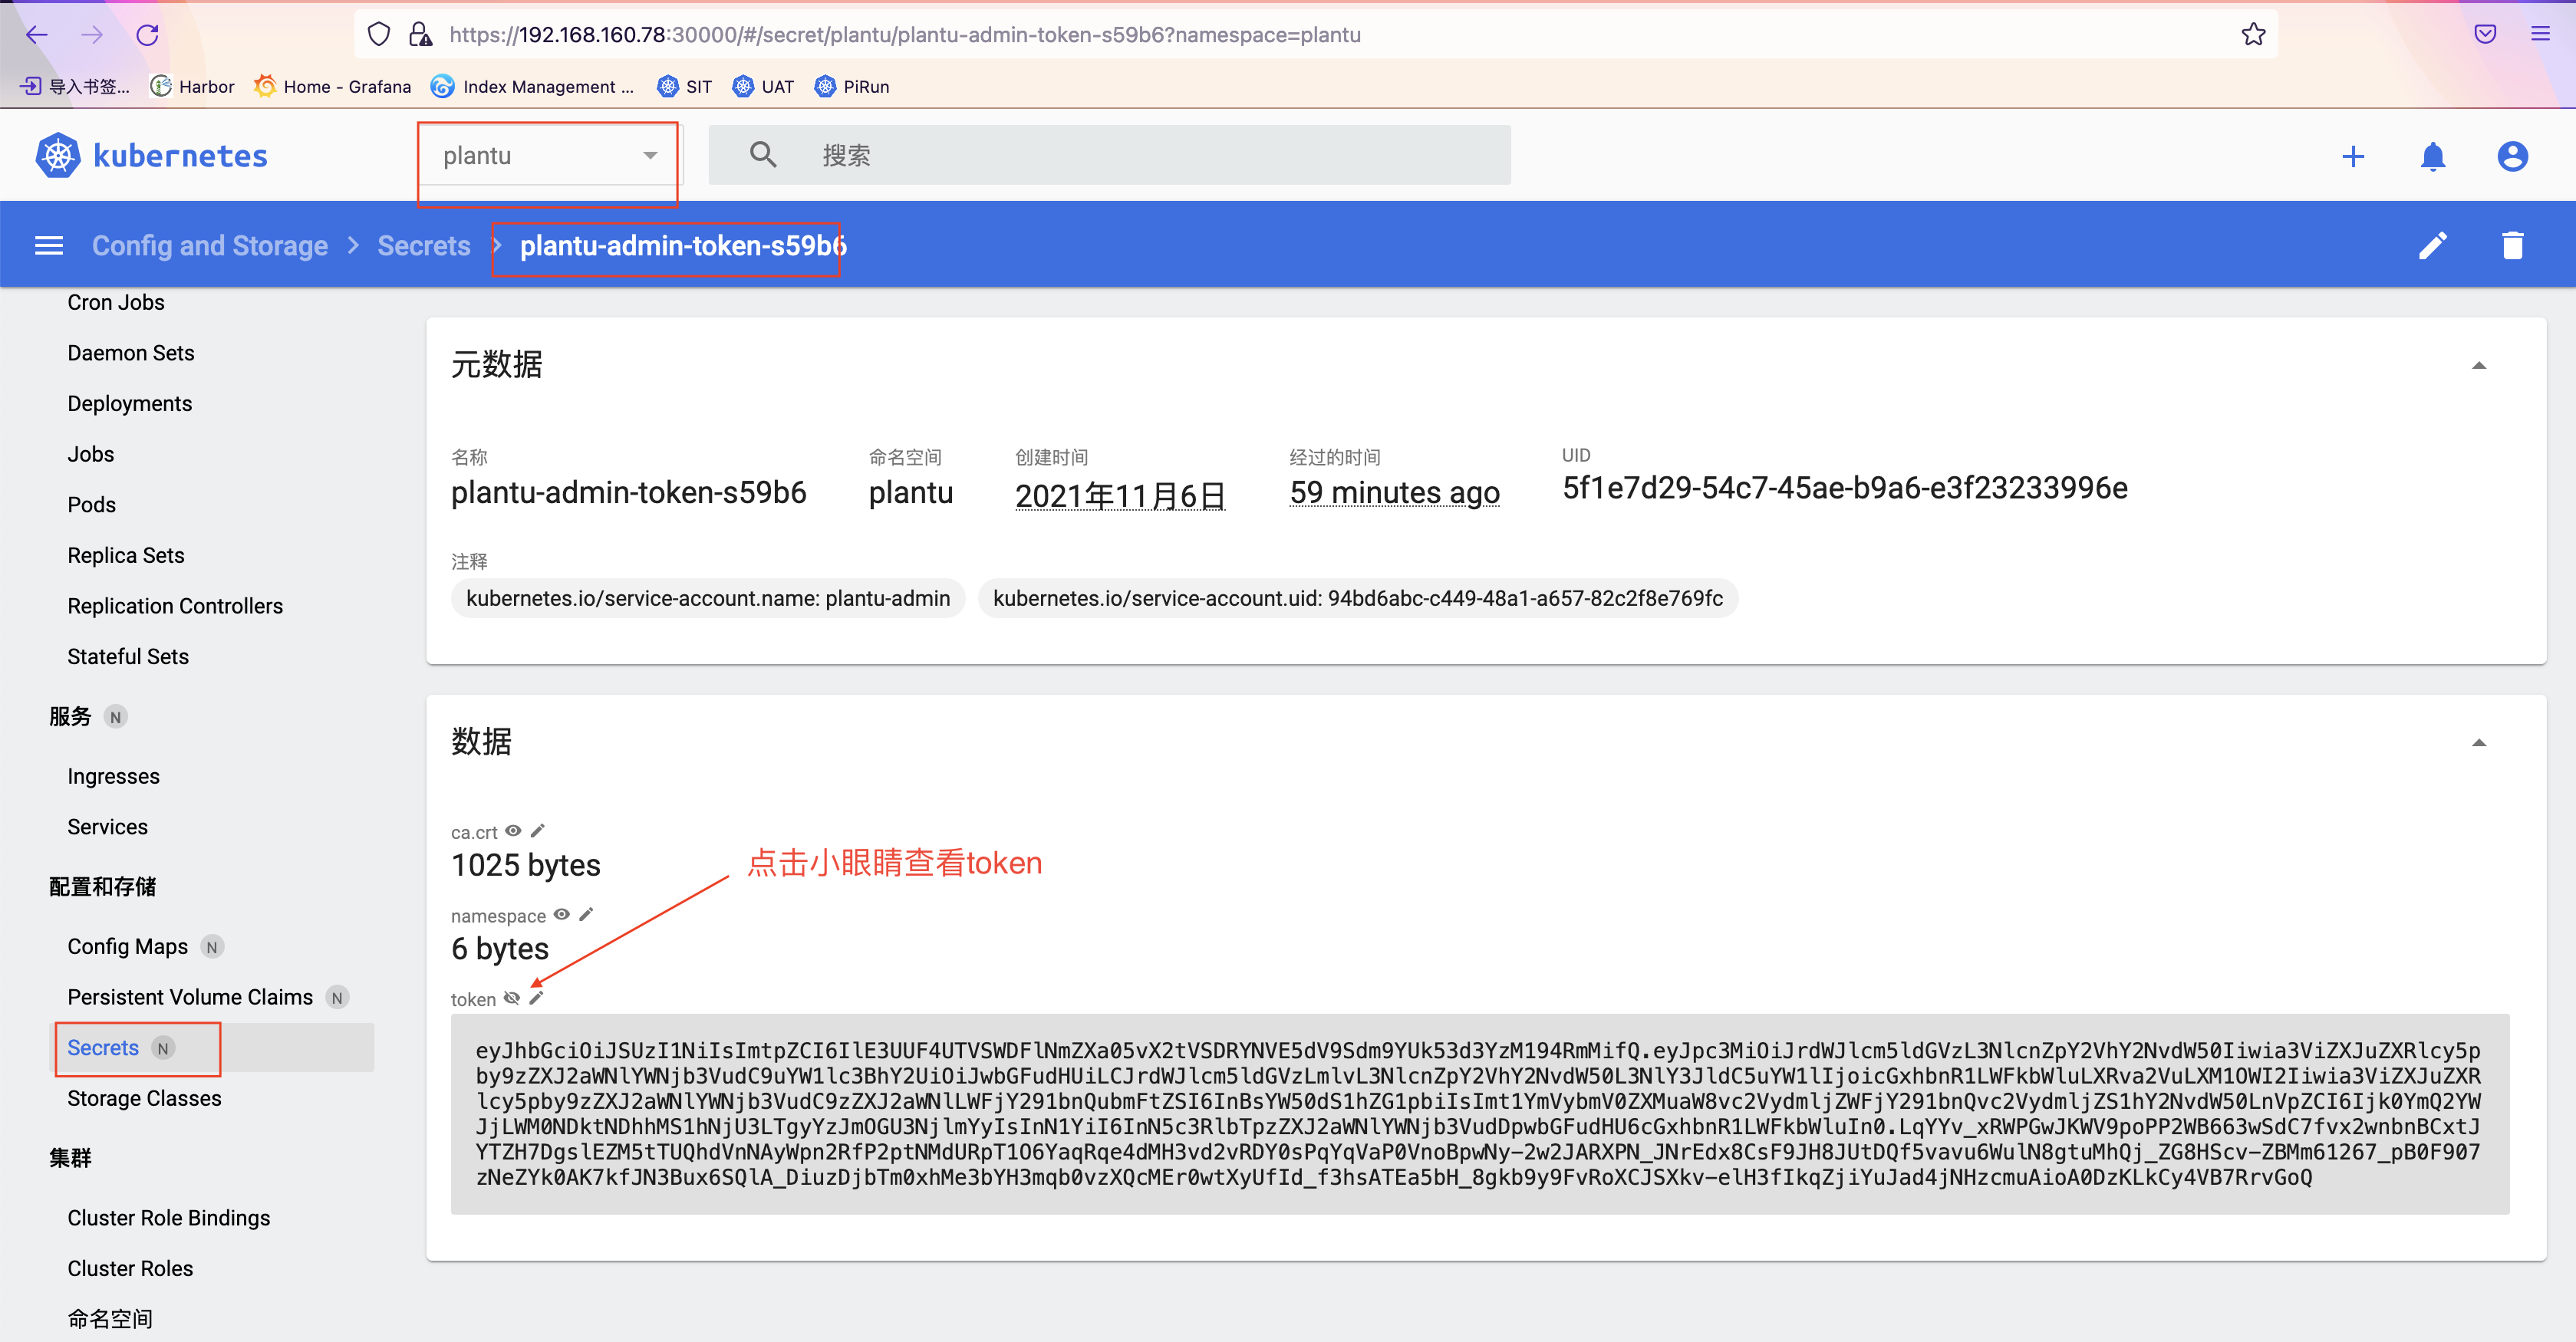 https://192.168.160.78:30000/#/secret/plantu/plantu-admin-token-s59b6?namespace=plantu
导入书签... Harbor Home - Grafana Index Management ... SIT UAT PiRun
kubernetes plantu 搜索
Config and Storage > Secrets > plantu-admin-token-s59b6
Cron Jobs
Daemon Sets
Deployments
Jobs
Pods
Replica Sets
Replication Controllers
Stateful Sets
服务 N
Ingresses
Services
配置和存储
Config Maps N
Persistent Volume Claims N
Secrets N
Storage Classes
集群
Cluster Role Bindings
Cluster Roles
命名空间
元数据
名称 命名空间 创建时间 经过的时间 UID
plantu-admin-token-s59b6 plantu 2021年11月6日 59 minutes ago 5f1e7d29-54c7-45ae-b9a6-e3f23233996e
注释
kubernetes.io/service-account.name: plantu-admin kubernetes.io/service-account.uid: 94bd6abc-c449-48a1-a657-82c2f8e769fc
数据
ca.crt
1025 bytes
点击小眼睛查看token
namespace
6 bytes
token